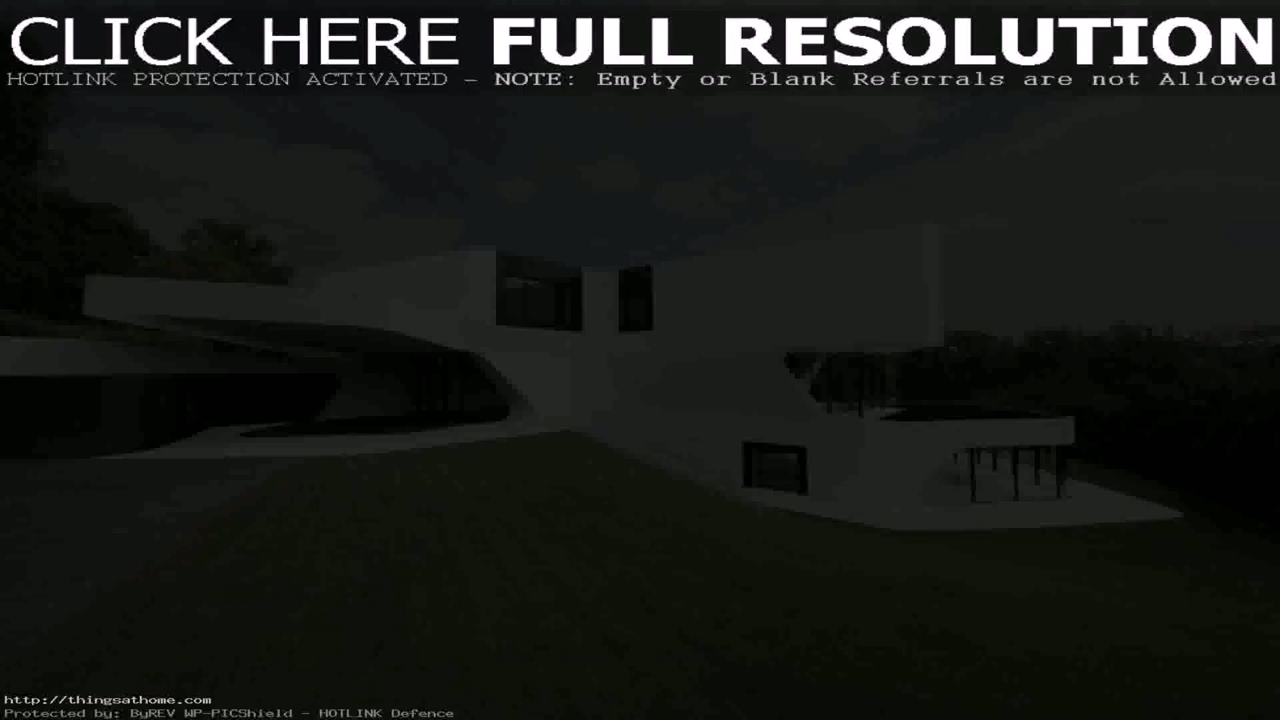 CLICK HERE FULL RESOLUTION
HOTLINK PROTECTION ACTIVATED - NOTE: Empty or Blank Referrals are not Allowed
http://thingsathome.com
Protected by: ByREV WP-PICShield - HOTLINK Defence